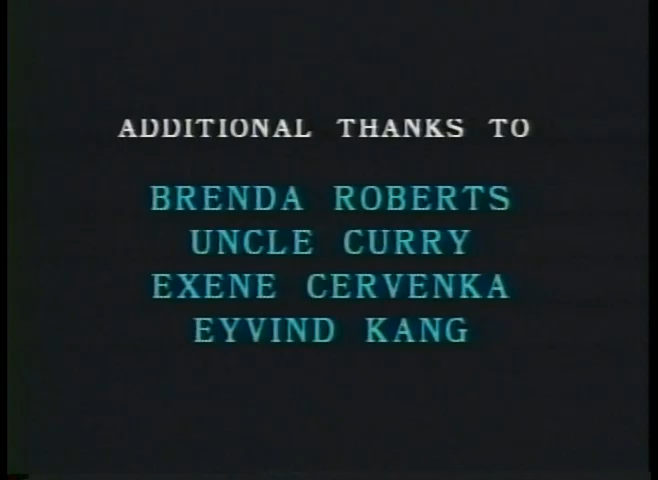 ADDITIONAL THANKS TO
BRENDA ROBERTS
UNCLE CURRY
EXENE CERVENKA
EYVIND KANG